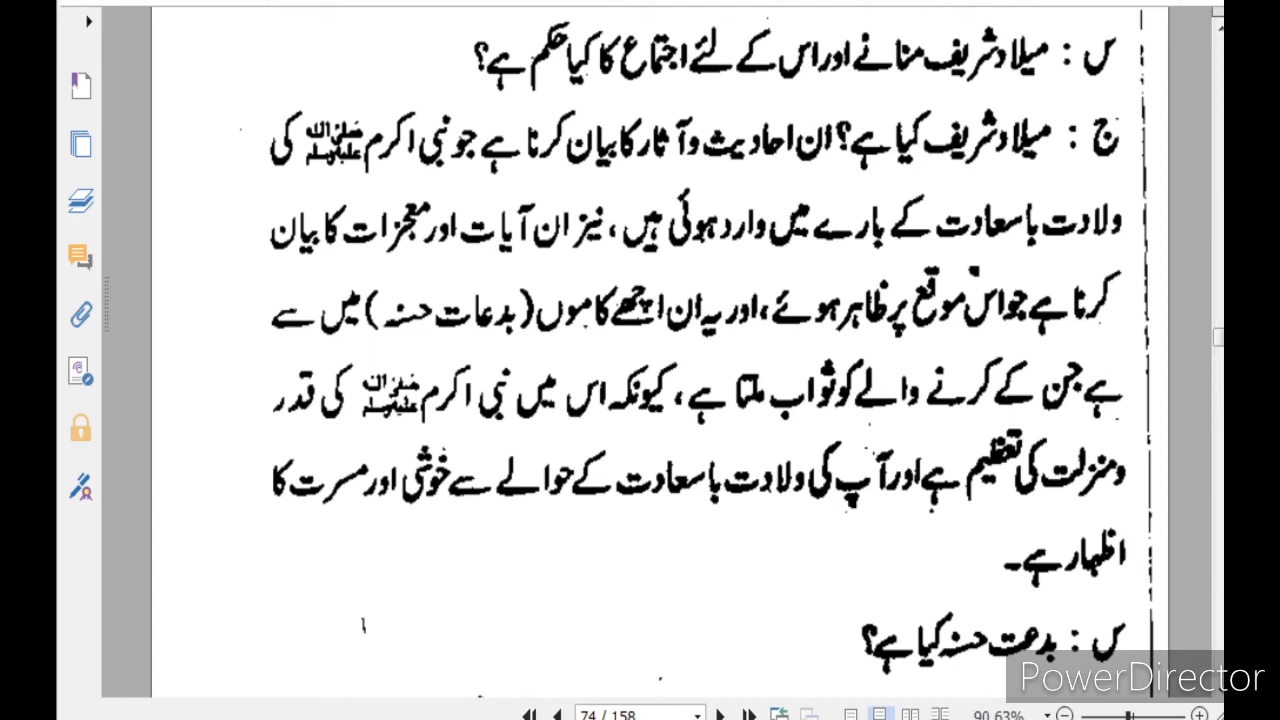 س : میلاد شریف منانے اور اس کے لئے اجتماع کا کیا حکم ہے؟
ج : میلاد شریف کیا ہے؟ ان احادیث و آثار کا بیان کرنا ہے جو نبی اکرم ﷺ کی
ولادت با سعادت کے بارے میں وارد ہوئی ہیں، نیز ان آیات اور معجزات کا بیان
کرنا ہے جو اس موقع پر ظاہر ہوئے، اور یہ ان اچھے کاموں (بدعات حسنہ) میں سے
ہے جن کے کرنے والے کو ثواب ملتا ہے، کیونکہ اس میں نبی اکرم ﷺ کی قدر
و منزلت کی تعظیم ہے اور آپ کی ولادت با سعادت کے حوالے سے خوشی اور مسرت کا
اظہار ہے۔
س : بدعت حسنہ کیا ہے؟
PowerDirector
74 / 158
90.63%